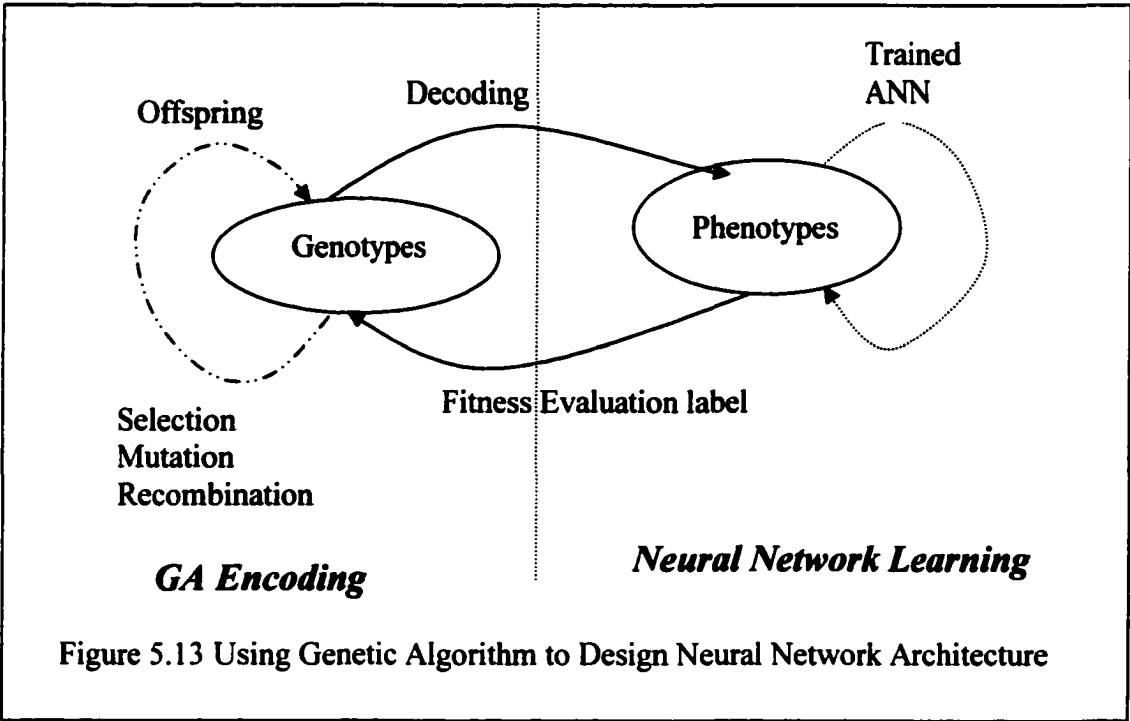 Trained
ANN
Decoding
Offspring
Genotypes
Phenotypes
Fitness Evaluation label
Selection
Mutation
Recombination
GA Encoding
Neural Network Learning
Figure 5.13 Using Genetic Algorithm to Design Neural Network Architecture